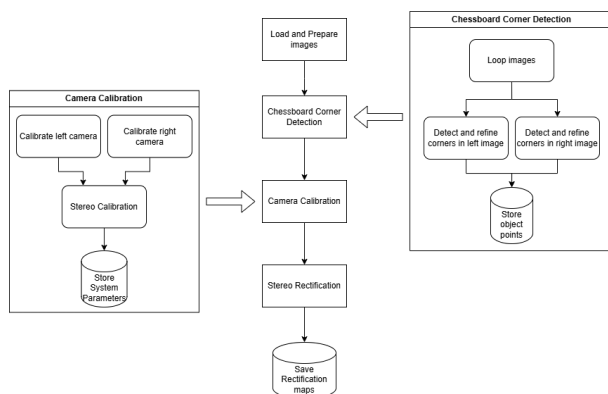 Load and Prepare
images
Chessboard Corner
Detection
Camera Calibration
Stereo Rectification
Save
Rectification
maps
Camera Calibration
Calibrate left camera
Calibrate right
camera
Stereo Calibration
Store
System
Parameters
Chessboard Corner Detection
Loop images
Detect and refine
corners in left image
Detect and refine
corners in right image
Store
object
points